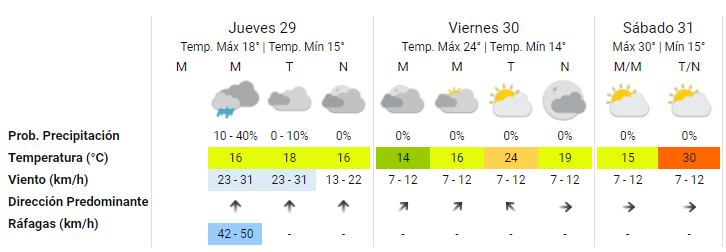 Jueves 29 Viernes 30 Sábado 31
Temp. Máx 18° | Temp. Mín 15° Temp. Máx 24° | Temp. Mín 14° Máx 30° | Mín 15°
M M T N M M T N M/M T/N
Prob. Precipitación 10 - 40% 0 - 10% 0% 0% 0% 0% 0% 0% 0%
Temperatura (°C) 16 18 16 14 16 24 19 15 30
Viento (km/h) 23 - 31 23 - 31 13 - 22 7 - 12 7 - 12 7 - 12 7 - 12 7 - 12 7 - 12
Dirección Predominante
Ráfagas (km/h)
42 - 50 - - - - - - - -